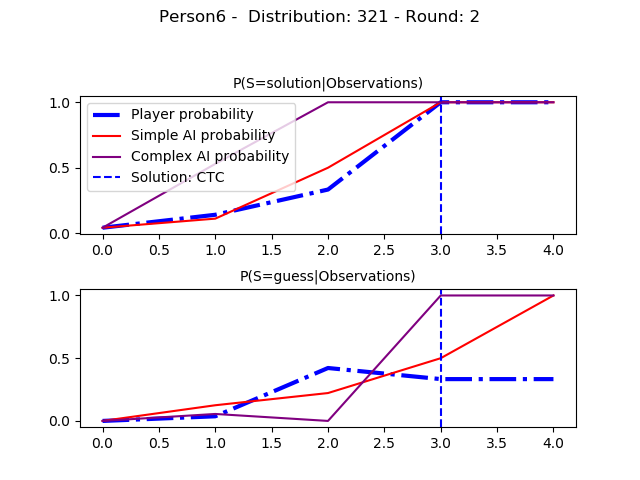 Person6 -  Distribution: 321 - Round: 2
P(S=solution|Observations)
1.0
0.5
0.0
Player probability
Simple AI probability
Complex AI probability
Solution: CTC
0.0 0.5 1.0 1.5 2.0 2.5 3.0 3.5 4.0
P(S=guess|Observations)
1.0
0.5
0.0
0.0 0.5 1.0 1.5 2.0 2.5 3.0 3.5 4.0